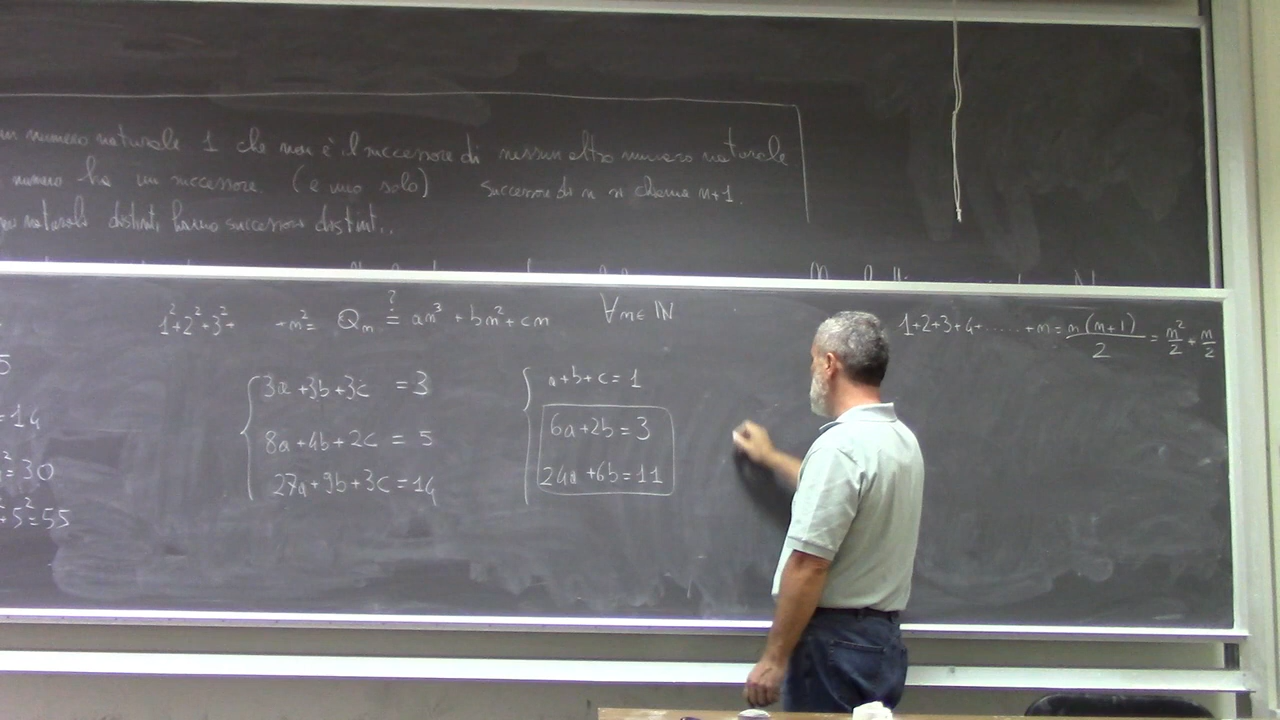 un numero naturale 1 che non è il successore di nessun altro numero naturale
numero ha un successore. (e uno solo) successore di n si chiama n+1.
naturali distinti hanno successori distinti.
1²+2²+3²+ +n²= Qₙ ≟ an³+bn²+cn ∀n∈ℕ
1+2+3+4+......+n = n(n+1)/2 = n²/2 + n/2
5
=14
²=30
+5²=55
3a+3b+3c = 3
8a+4b+2c = 5
27a+9b+3c=14
a+b+c=1
6a+2b=3
24a+6b=11